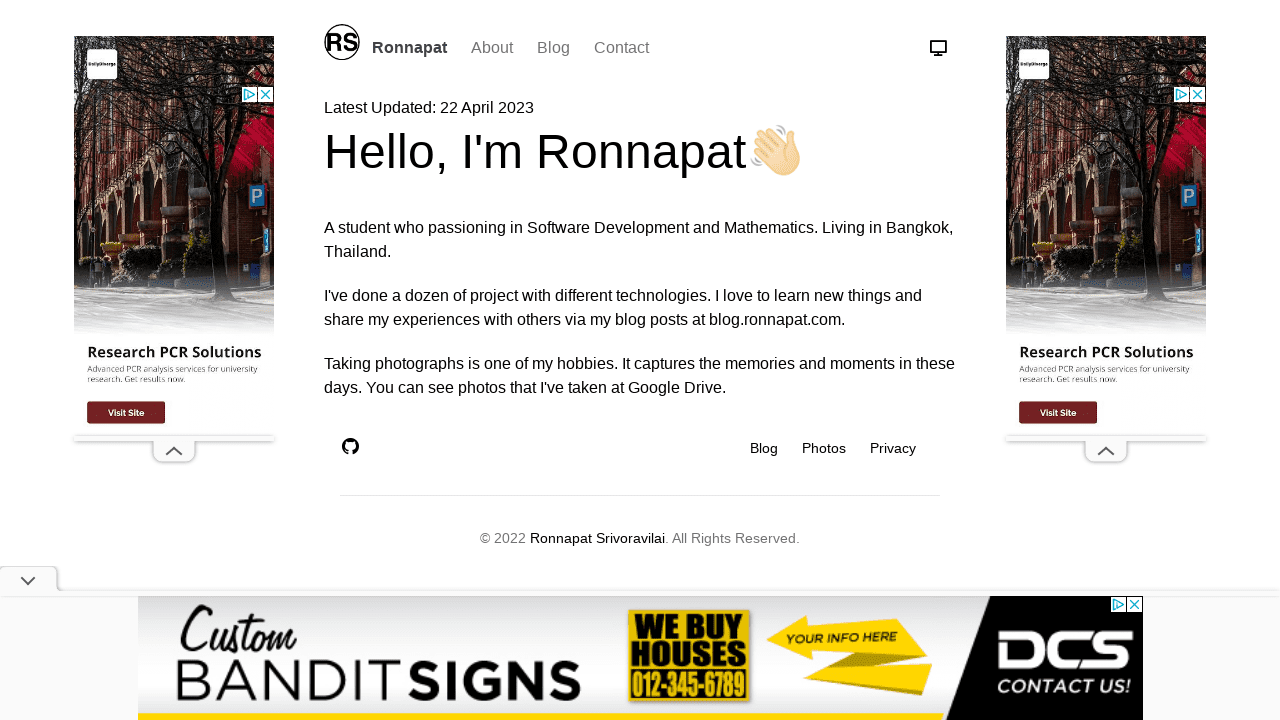 RS
Ronnapat
About
Blog
Contact
Latest Updated: 22 April 2023
Hello, I'm Ronnapat👋🏻
A student who passioning in Software Development and Mathematics. Living in Bangkok,
Thailand.
I've done a dozen of project with different technologies. I love to learn new things and
share my experiences with others via my blog posts at blog.ronnapat.com.
Taking photographs is one of my hobbies. It captures the memories and moments in these
days. You can see photos that I've taken at Google Drive.
Blog
Photos
Privacy
© 2022 Ronnapat Srivoravilai. All Rights Reserved.
DailyDiverge
P
Research PCR Solutions
Advanced PCR analysis services for university
research. Get results now.
Visit Site
DailyDiverge
P
Research PCR Solutions
Advanced PCR analysis services for university
research. Get results now.
Visit Site
Custom
BANDITSIGNS
WE BUY
HOUSES
012-345-6789
YOUR INFO HERE
DCS
CONTACT US!